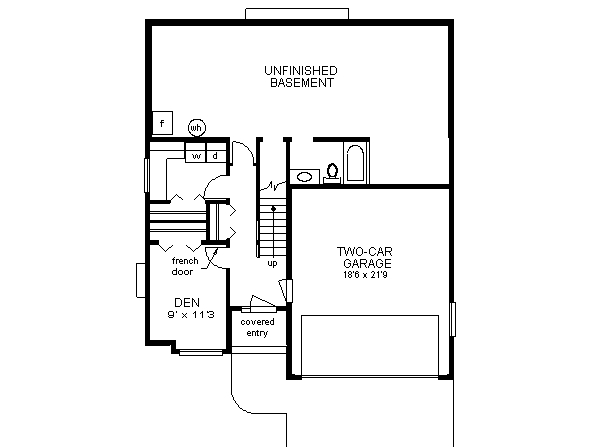 UNFINISHED
BASEMENT
f
wh
w d
french
door
up
TWO-CAR
GARAGE
18'6 x 21'9
DEN
9' x 11'3
covered
entry